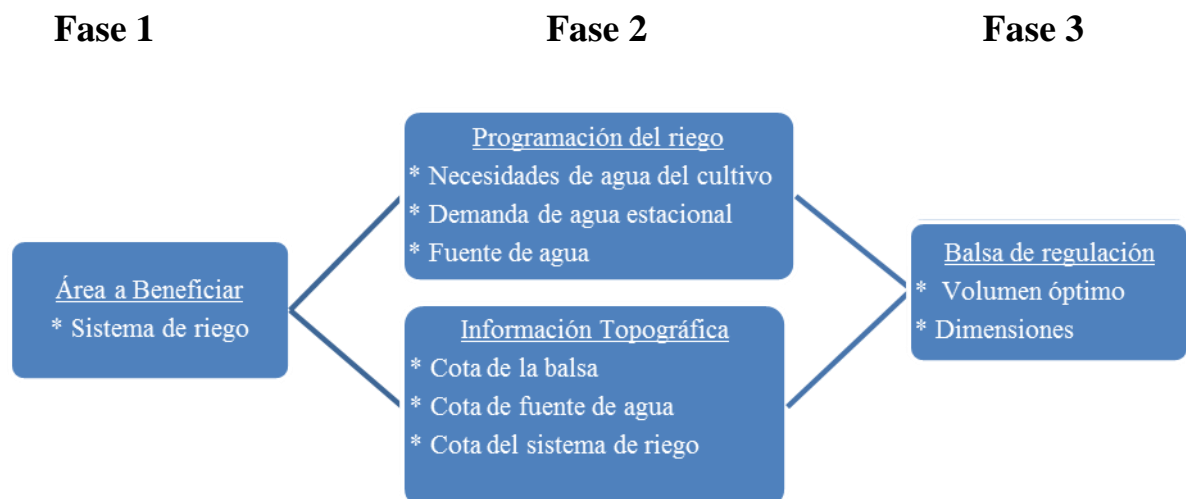 Fase 1
Fase 2
Fase 3
Área a Beneficiar
* Sistema de riego
Programación del riego
* Necesidades de agua del cultivo
* Demanda de agua estacional
* Fuente de agua
Información Topográfica
* Cota de la balsa
* Cota de fuente de agua
* Cota del sistema de riego
Balsa de regulación
* Volumen óptimo
* Dimensiones